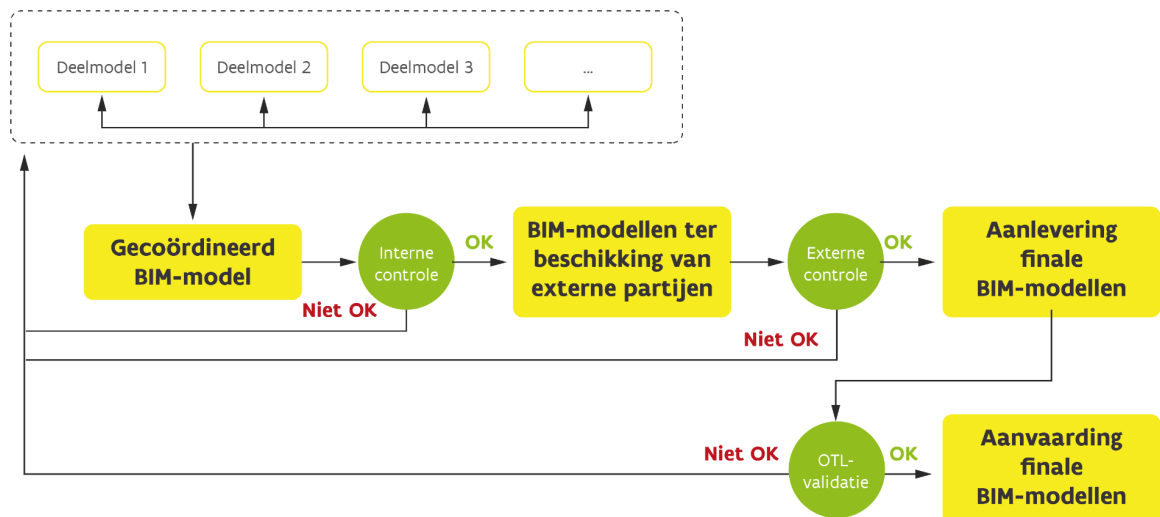 Deelmodel 1
Deelmodel 2
Deelmodel 3
...
Gecoördineerd
BIM-model
Interne
controle
OK
Niet OK
BIM-modellen ter
beschikking van
externe partijen
Externe
controle
OK
Niet OK
Aanlevering
finale
BIM-modellen
OTL-
validatie
Niet OK
OK
Aanvaarding
finale
BIM-modellen